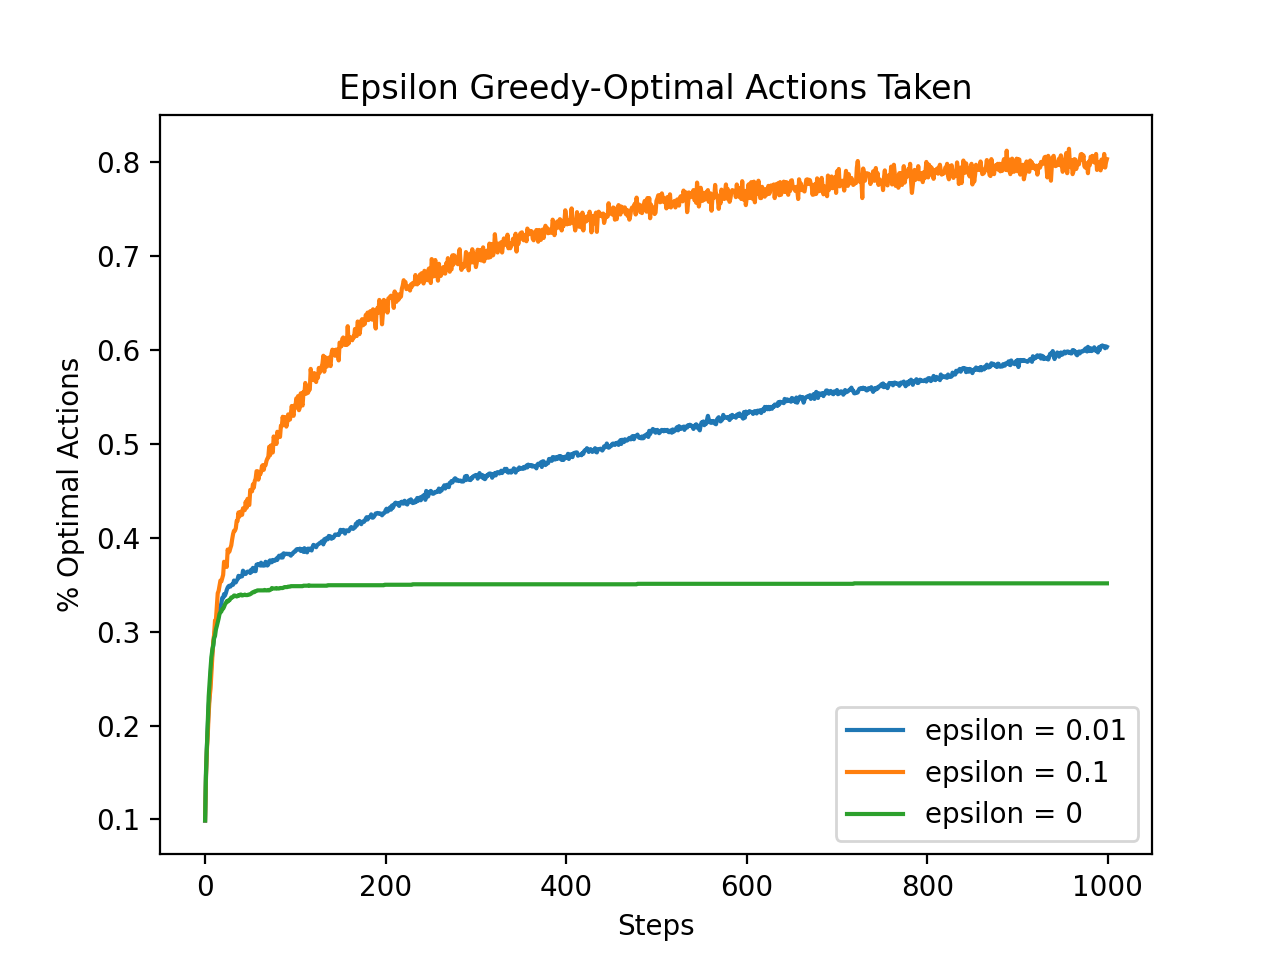 Epsilon Greedy-Optimal Actions Taken
% Optimal Actions
0.8
0.7
0.6
0.5
0.4
0.3
0.2
0.1
epsilon = 0.01
epsilon = 0.1
epsilon = 0
0 200 400 600 800 1000
Steps